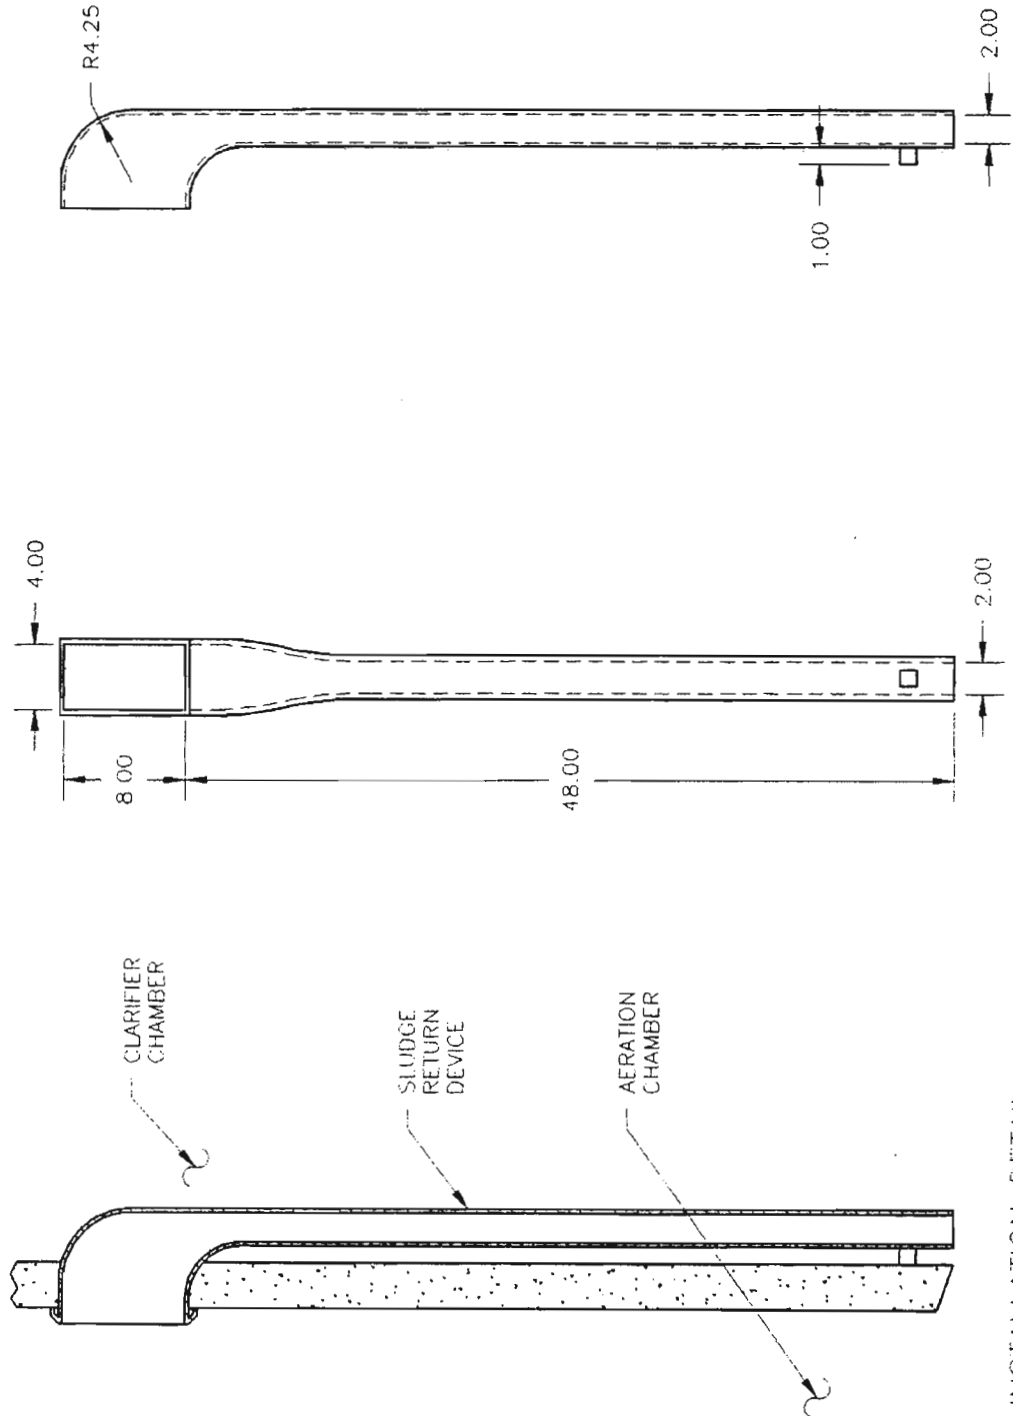 R4.25
1.00
2.00
4.00
8.00
48.00
2.00
CLARIFIER
CHAMBER
SLUDGE
RETURN
DEVICE
AERATION
CHAMBER